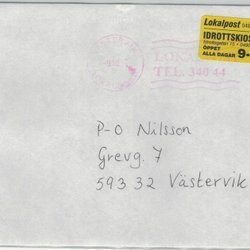 Lokalpost
IDROTTSKIOS
ÖPPET
ALLA DAGAR 9-
TEL. 340 44
P-O Nilsson
Grevg. 7
593 32 Västervik